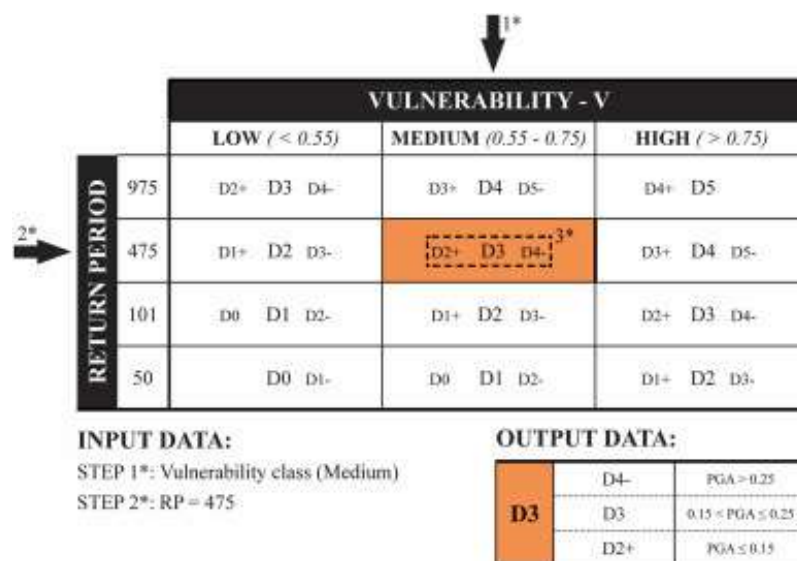 1*
VULNERABILITY - V
LOW ( < 0.55) MEDIUM (0.55 - 0.75) HIGH ( > 0.75)
RETURN PERIOD
975 D2+ D3 D4- D3+ D4 D5- D4+ D5
2*
475 D1+ D2 D3- D2+ D3 D4- 3* D3+ D4 D5-
101 D0 D1 D2- D1+ D2 D3- D2+ D3 D4-
50 D0 D1- D0 D1 D2- D1+ D2 D3-
INPUT DATA:
STEP 1*: Vulnerability class (Medium)
STEP 2*: RP = 475
OUTPUT DATA:
D3
D4- PGA > 0.25
D3 0.15 < PGA ≤ 0.25
D2+ PGA ≤ 0.15